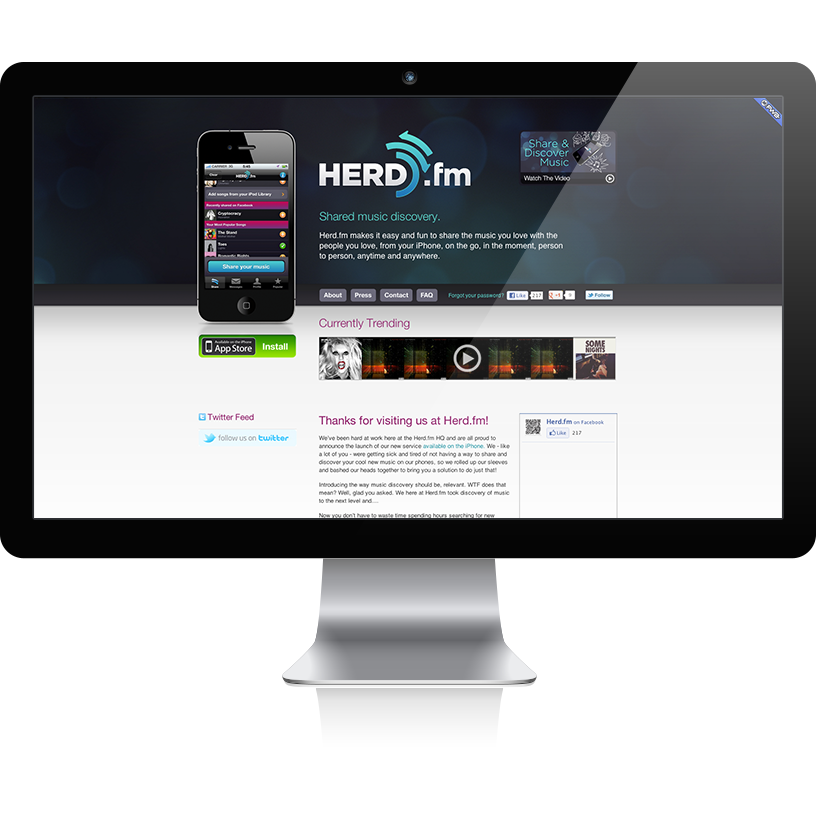 FWA
CARRIER 3G
5:45
Clear
HERD.fm
Add songs from your iPod Library
Recently shared on Facebook
Cryptocracy
Your Most Popular Songs
The Stand
Toes
Lights
Romantic Rights
Share your music
Share
Messages
Profile
Popular
HERD.fm
Shared music discovery.
Herd.fm makes it easy and fun to share the music you love with the
people you love, from your iPhone, on the go, in the moment, person
to person, anytime and anywhere.
Share &
Discover
Music
Watch The Video
About
Press
Contact
FAQ
Forgot your password?
Like
217
+1
Follow
Available on the iPhone
App Store
Install
Currently Trending
SOME
NIGHTS
Twitter Feed
follow us on twitter
Thanks for visiting us at Herd.fm!
We've been hard at work here at the Herd.fm HQ and are all proud to
announce the launch of our new service available on the iPhone. We - like
a lot of you - were getting sick and tired of not having a way to share and
discover your cool new music on our phones, so we rolled up our sleeves
and bashed our heads together to bring you a solution to do just that!
Introducing the way music discovery should be, relevant. WTF does that
mean? Well, glad you asked. We here at Herd.fm took discovery of music
to the next level and....
Now you don't have to waste time spending hours searching for new
Herd.fm on Facebook
Like
217